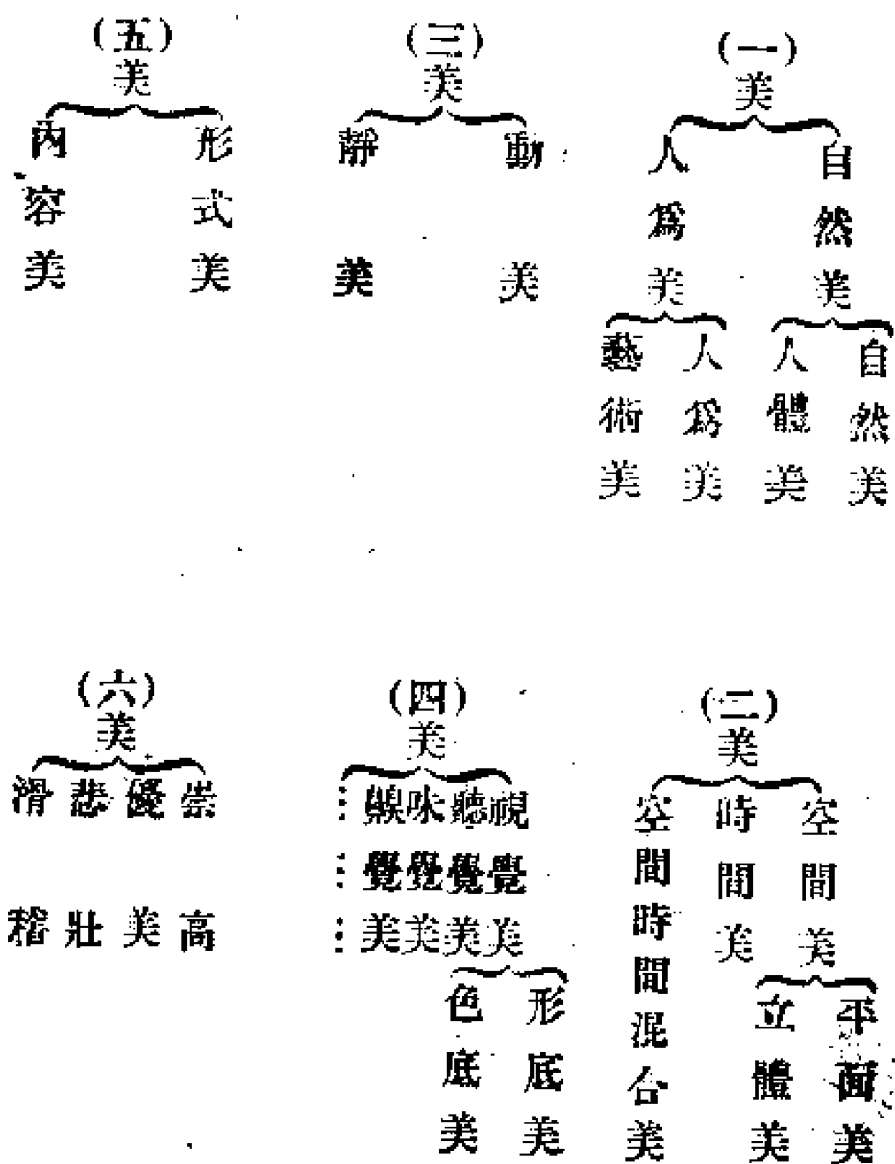 (一)
美
自然美
自然美
人體美
人爲美
人爲美
藝術美
(二)
美
空間美
平面美
立體美
時間美
空間時間混合美
(三)
美
動美
靜美
(四)
美
視覺美
形底美
色底美
聽覺美
味覺美
嗅覺美
………
(五)
美
形式美
內容美
(六)
美
崇高
優美
悲壯
滑稽